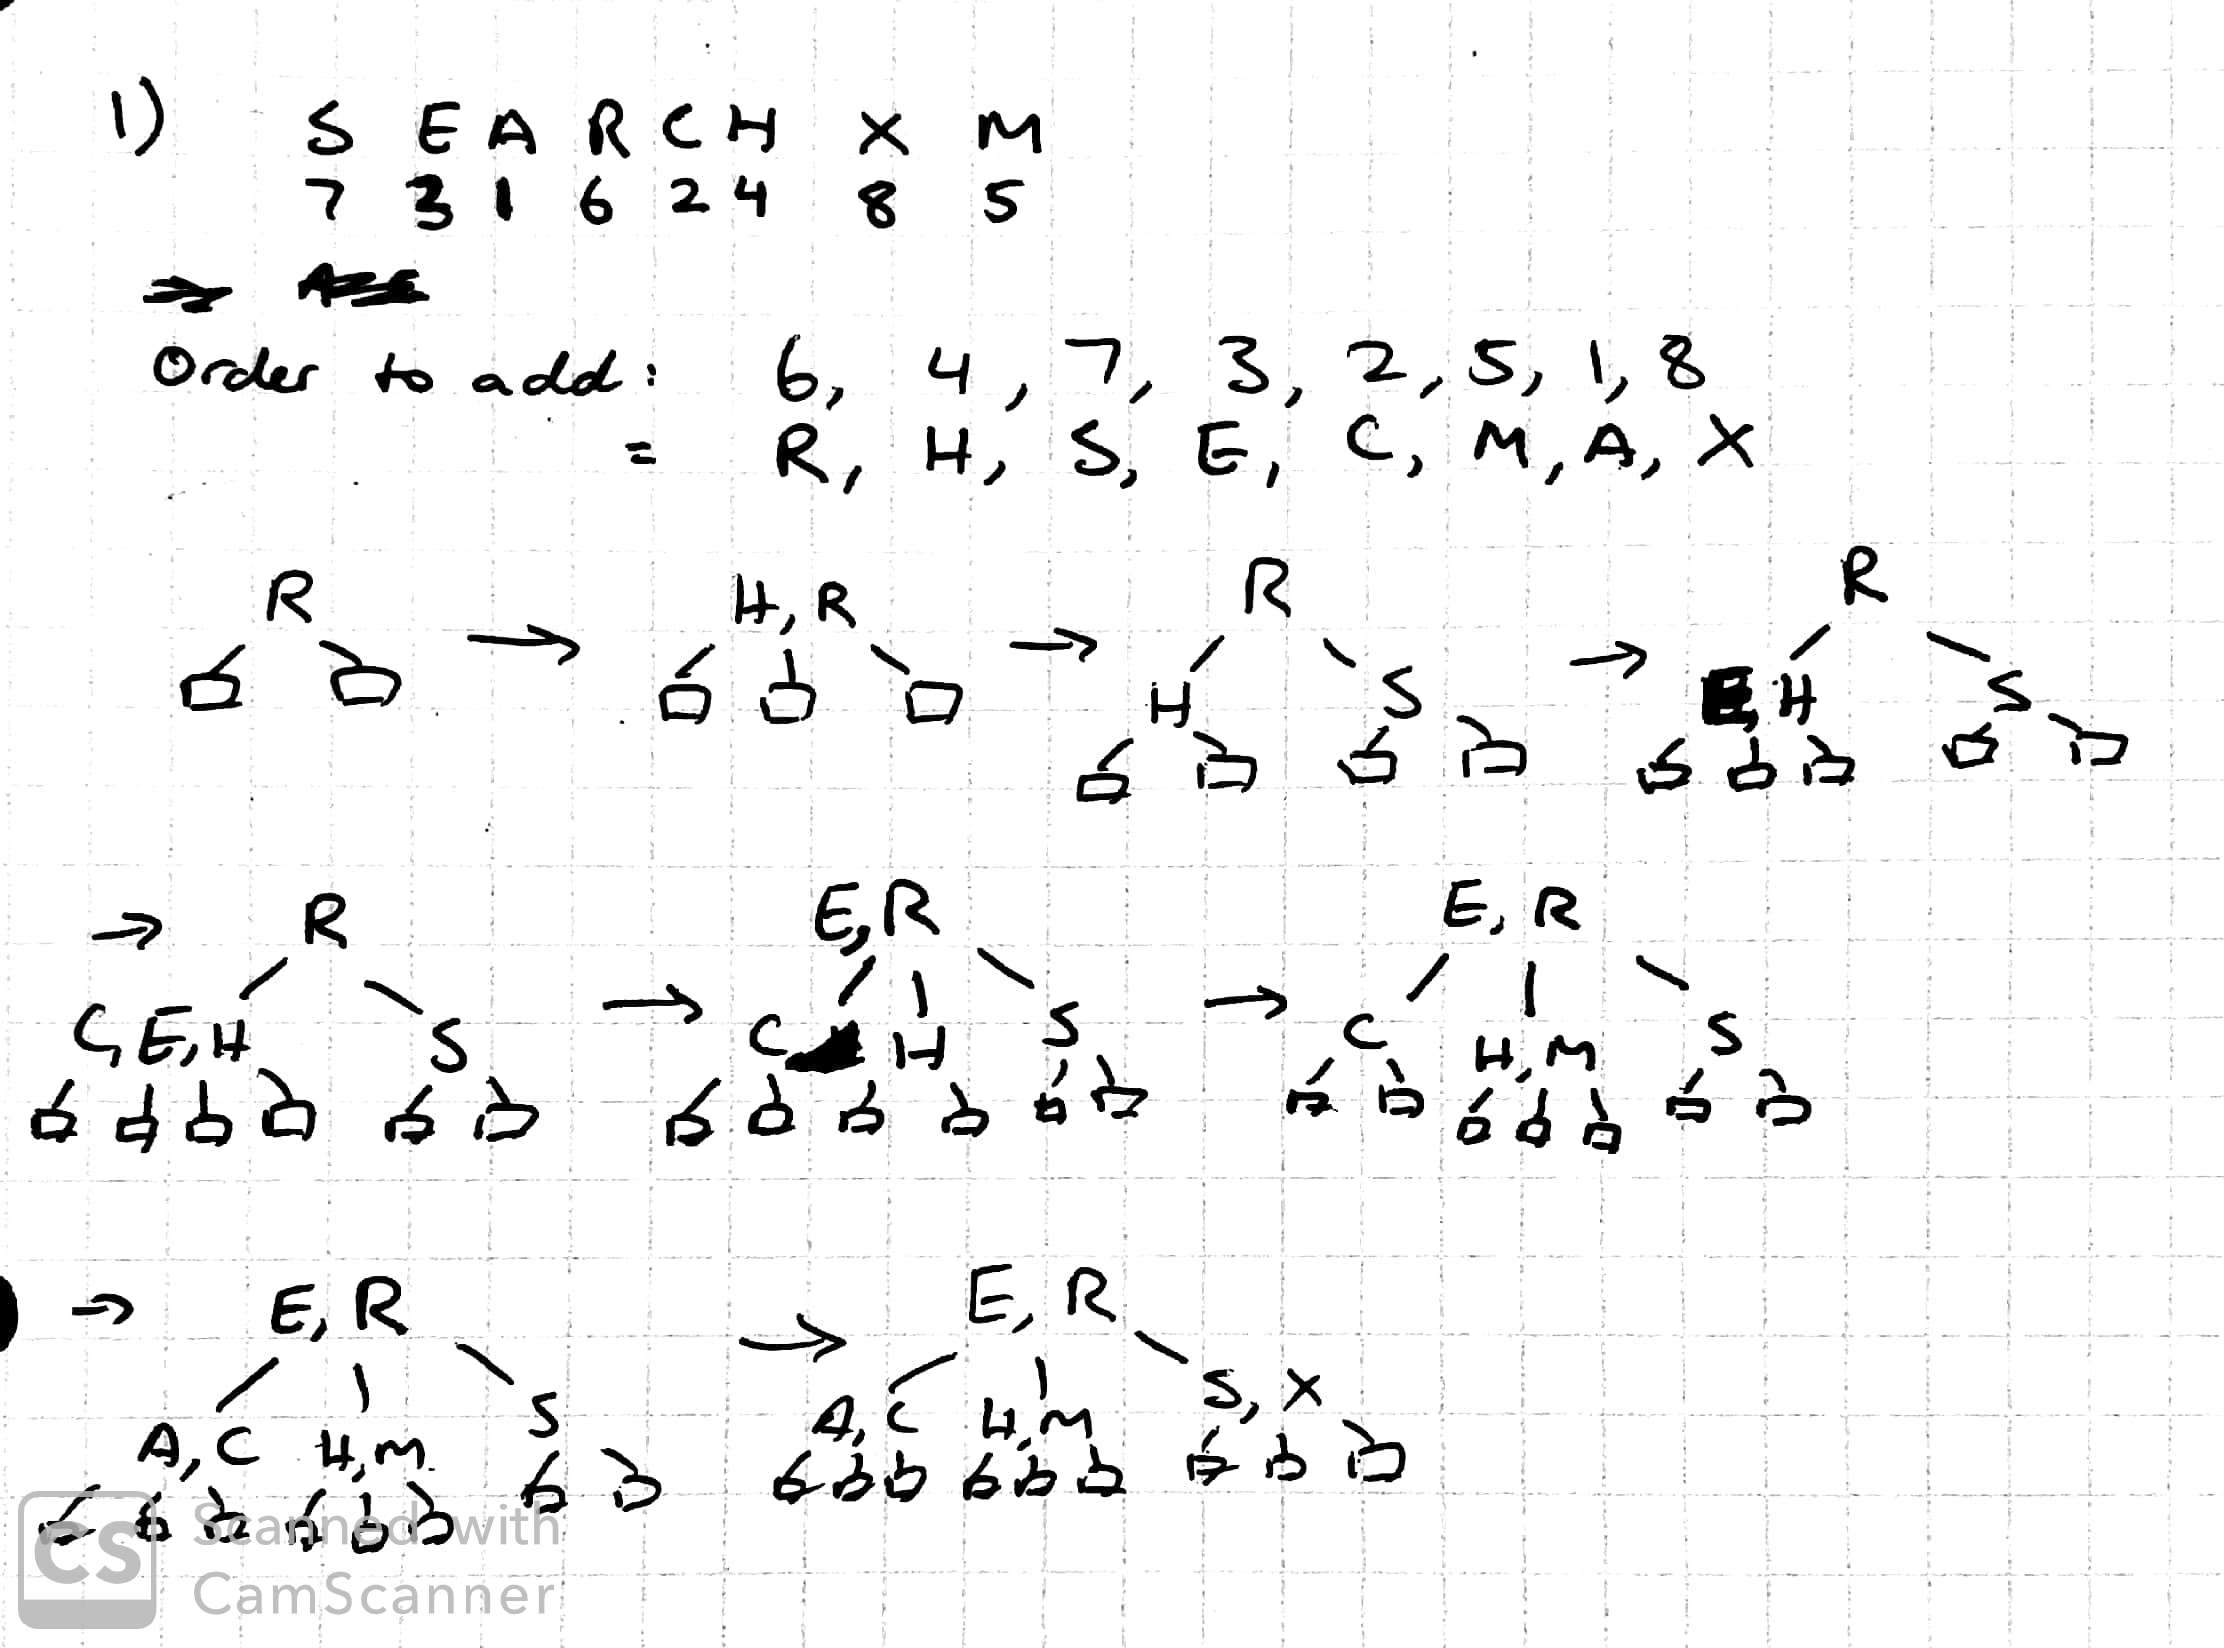 1) S E A R C H X M
7 3 1 6 2 4 8 5
⇒
Order to add: 6, 4, 7, 3, 2, 5, 1, 8
= R, H, S, E, C, M, A, X
R → H, R → R → R
H S E, H S
→ R → E, R → E, R
C, E, H S C H S C H, M S
→ E, R → E, R
A, C H, M S A, C H, M S, X
CS Scanned with
CamScanner